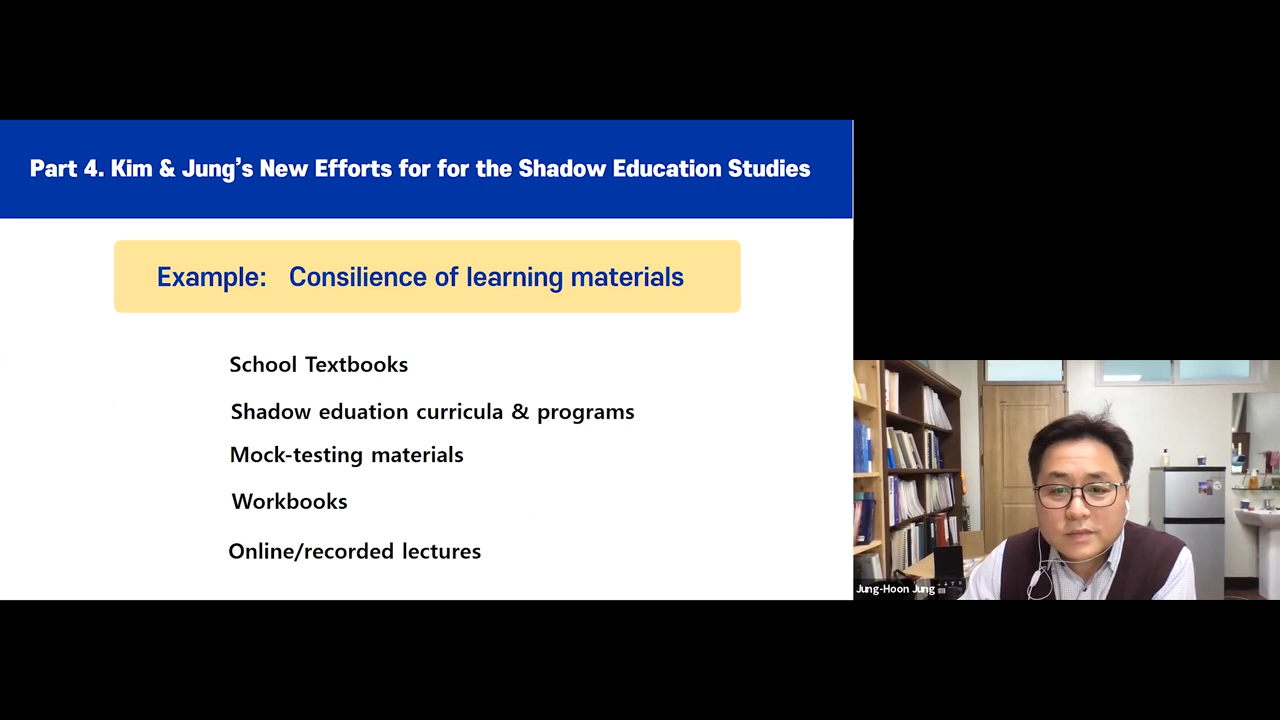 Part 4. Kim & Jung's New Efforts for for the Shadow Education Studies
Example: Consilience of learning materials
School Textbooks
Shadow eduation curricula & programs
Mock-testing materials
Workbooks
Online/recorded lectures
Jung-Hoon Jung